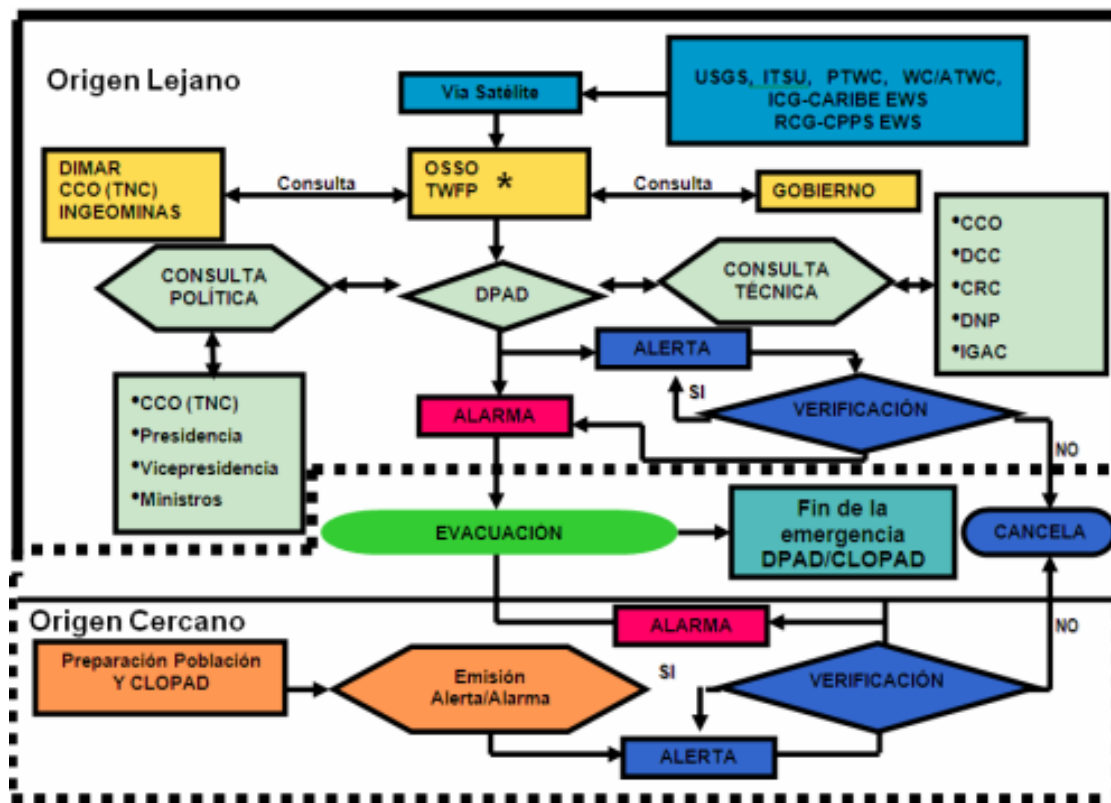 Origen Lejano
Via Satélite
USGS, ITSU, PTWC, WC/ATWC,
ICG-CARIBE EWS
RCG-CPPS EWS
DIMAR
CCO (TNC)
INGEOMINAS
Consulta
OSSO
TWFP *
Consulta
GOBIERNO
CONSULTA
POLÍTICA
DPAD
CONSULTA
TÉCNICA
•CCO
•DCC
•CRC
•DNP
•IGAC
ALERTA
•CCO (TNC)
•Presidencia
•Vicepresidencia
•Ministros
ALARMA
SI
VERIFICACIÓN
NO
EVACUACIÓN
Fin de la
emergencia
DPAD/CLOPAD
CANCELA
Origen Cercano
ALARMA
NO
Preparación Población
Y CLOPAD
Emisión
Alerta/Alarma
SI
VERIFICACIÓN
ALERTA